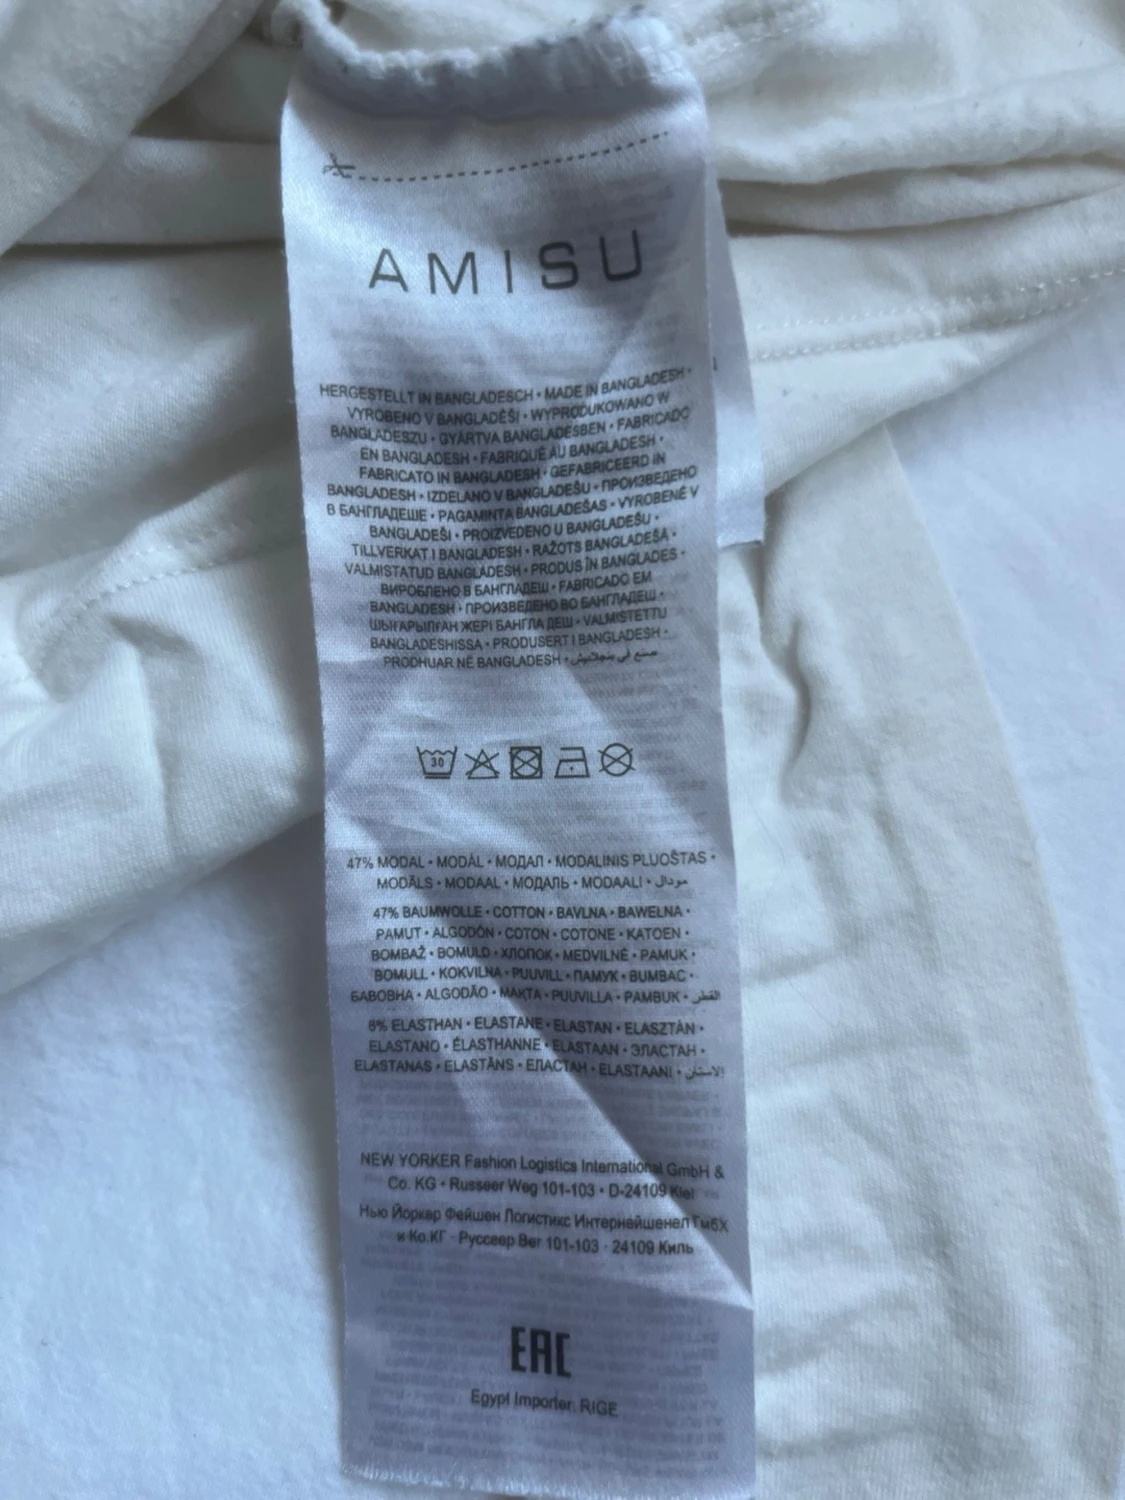 AMISU
HERGESTELLT IN BANGLADESCH • MADE IN BANGLADESH •
VYROBENO V BANGLADÉŠI • WYPRODUKOWANO W
BANGLADESZU • GYÁRTVA BANGLADESBEN • FABRICADO
EN BANGLADESH • FABRIQUÉ AU BANGLADESH •
FABRICATO IN BANGLADESH • GEFABRICEERD IN
BANGLADESH • IZDELANO V BANGLADEŠU • ПРОИЗВЕДЕНО
В БАНГЛАДЕШЕ • PAGAMINTA BANGLADEŠAS • VYROBENÉ V
BANGLADEŠI • PROIZVEDENO U BANGLADEŠU •
TILLVERKAT I BANGLADESH • RAŽOTS BANGLADEŠĀ •
VALMISTATUD BANGLADESH • PRODUS ÎN BANGLADES •
ВИРОБЛЕНО В БАНГЛАДЕШ • FABRICADO EM
BANGLADESH • ПРОИЗВЕДЕНО ВО БАНГЛАДЕШ •
ШЫҒАРЫЛҒАН ЖЕРІ БАНГЛА ДЕШ • VALMISTETTU
BANGLADESHISSA • PRODUSERT I BANGLADESH •
PRODHUAR NË BANGLADESH • صنع في بنجلاديش
30
47% MODAL • MODÁL • МОДАЛ • MODALINIS PLUOŠTAS •
MODĀLS • MODAAL • МОДАЛЬ • MODAALI • مودال
47% BAUMWOLLE • COTTON • BAVLNA • BAWEŁNA •
PAMUT • ALGODÓN • COTON • COTONE • KATOEN •
BOMBAŽ • BOMULD • ХЛОПОК • MEDVILNĖ • PAMUK •
BOMULL • KOKVILNA • PUUVILL • ПАМУК • BUMBAC •
БАВОВНА • ALGODÃO • МАҚТА • PUUVILLA • PAMBUK • القطن
6% ELASTHAN • ELASTANE • ELASTAN • ELASZTÁN •
ELASTANO • ÉLASTHANNE • ELASTAAN • ЭЛАСТАН •
ELASTANAS • ELASTĀNS • ЕЛАСТАН • ELASTAANI • الاستان
NEW YORKER Fashion Logistics International GmbH &
Co. KG • Russeer Weg 101-103 • D-24109 Kiel
Нью Йоркер Фейшен Логистикс Интернейшенел Гмбх
и Ко.КГ · Руссеер Вег 101-103 · 24109 Киль
EAC
Egypt Importer: RIGE